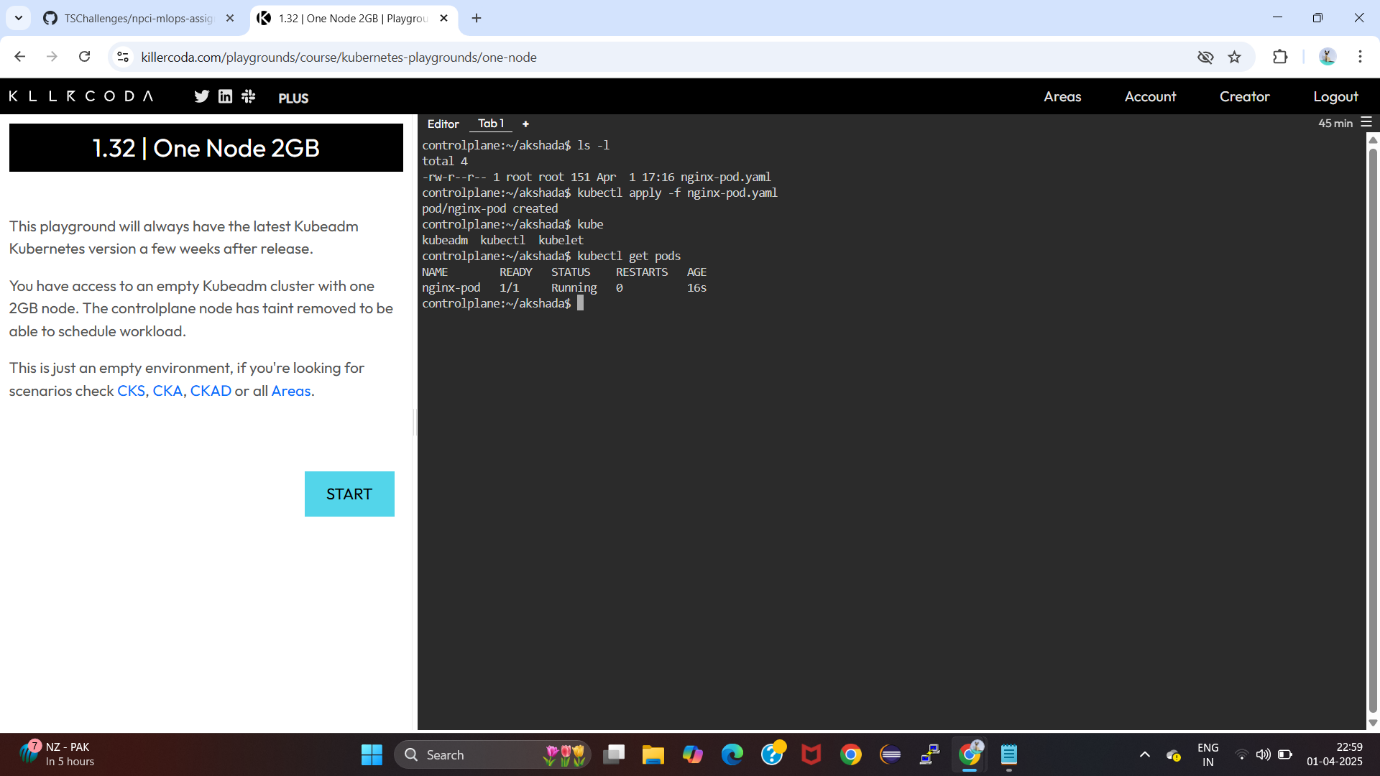 TSChallenges/npci-mlops-assig
1.32 | One Node 2GB | Playgrou
killercoda.com/playgrounds/course/kubernetes-playgrounds/one-node
KLLRCODA
PLUS
Areas
Account
Creator
Logout
1.32 | One Node 2GB
This playground will always have the latest Kubeadm
Kubernetes version a few weeks after release.
You have access to an empty Kubeadm cluster with one
2GB node. The controlplane node has taint removed to be
able to schedule workload.
This is just an empty environment, if you're looking for
scenarios check CKS, CKA, CKAD or all Areas.
START
Editor Tab 1 +
45 min
controlplane:~/akshada$ ls -l
total 4
-rw-r--r-- 1 root root 151 Apr  1 17:16 nginx-pod.yaml
controlplane:~/akshada$ kubectl apply -f nginx-pod.yaml
pod/nginx-pod created
controlplane:~/akshada$ kube
kubeadm  kubectl  kubelet
controlplane:~/akshada$ kubectl get pods
NAME        READY   STATUS    RESTARTS   AGE
nginx-pod   1/1     Running   0          16s
controlplane:~/akshada$
7
NZ - PAK
In 5 hours
Search
ENG
IN
22:59
01-04-2025